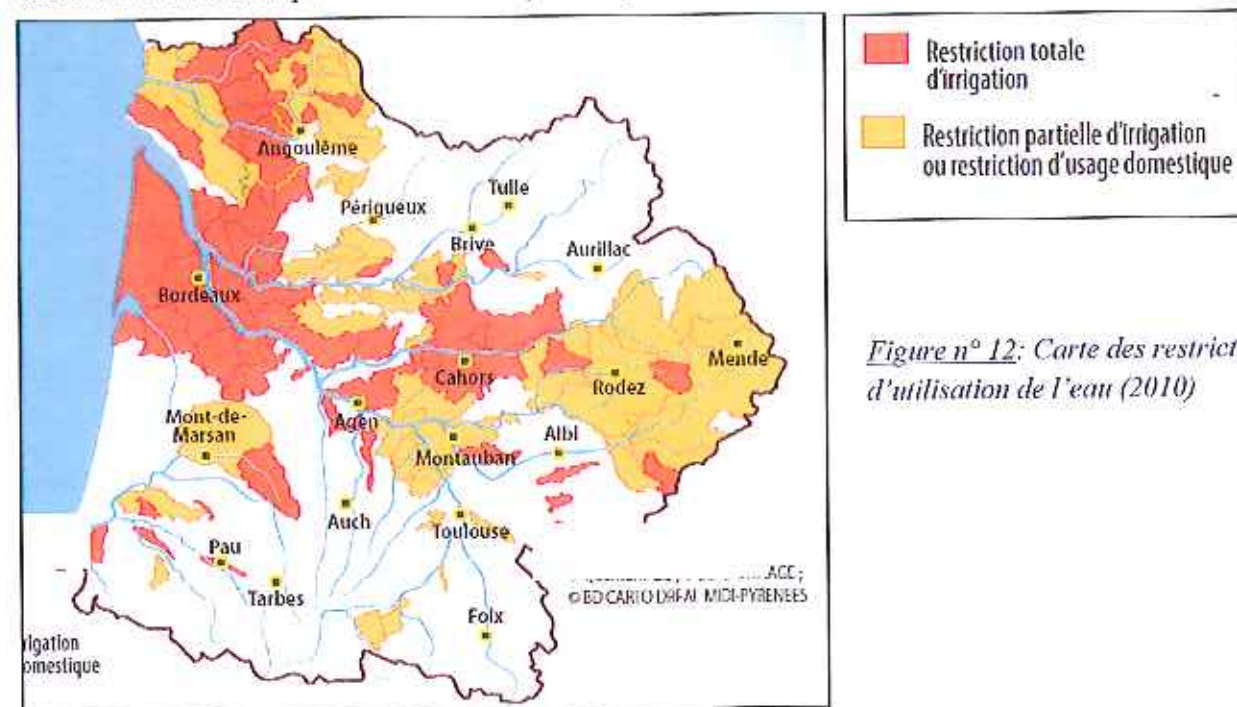 Restriction totale
d'irrigation
Restriction partielle d'irrigation
ou restriction d'usage domestique
Angoulême
Périgueux
Tulle
Brive
Aurillac
Bordeaux
Cahors
Rodez
Mende
Agen
Mont-de-
Marsan
Montauban
Albi
Auch
Toulouse
Pau
Tarbes
Foix
© BD CARTO DREAL MIDI-PYRENEES
rigation
omestique
Figure n° 12: Carte des restrict
d'utilisation de l'eau (2010)